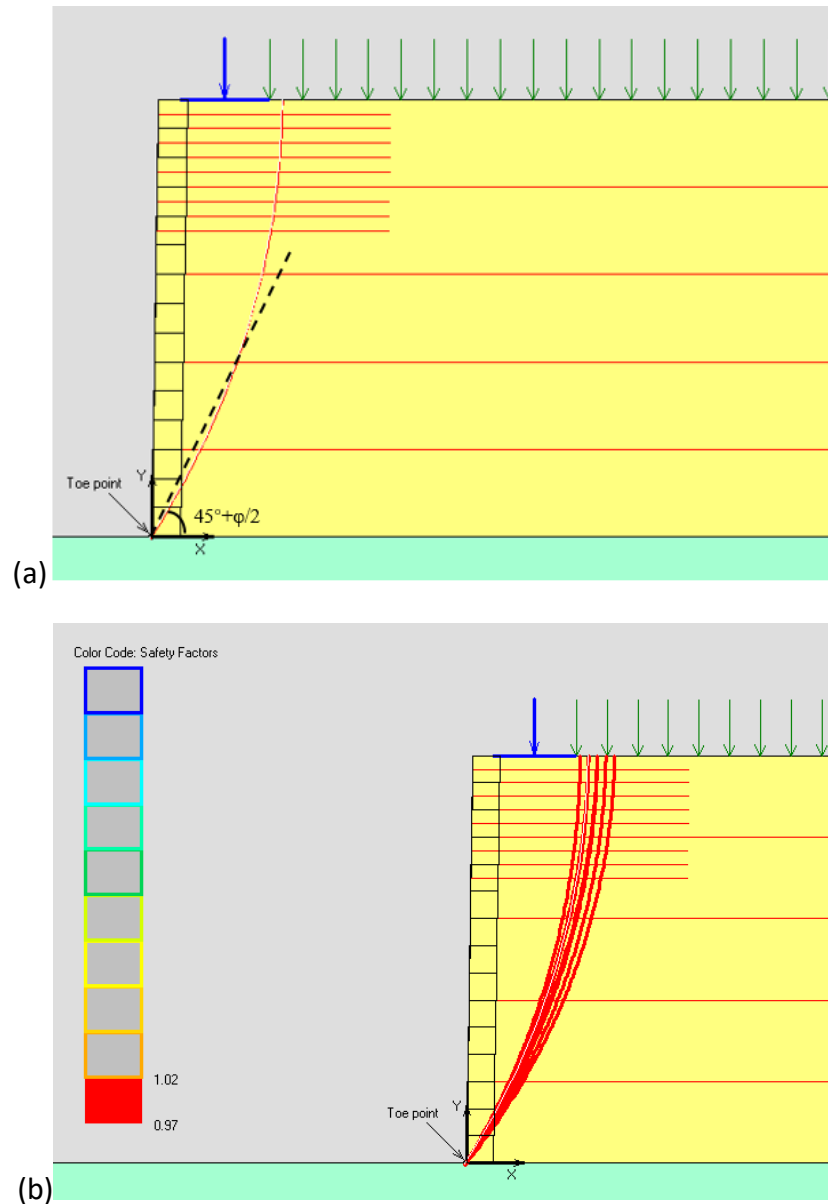 Toe point
Y
45°+φ/2
X
(a)
Color Code: Safety Factors
1.02
0.97
Toe point
Y
X
(b)